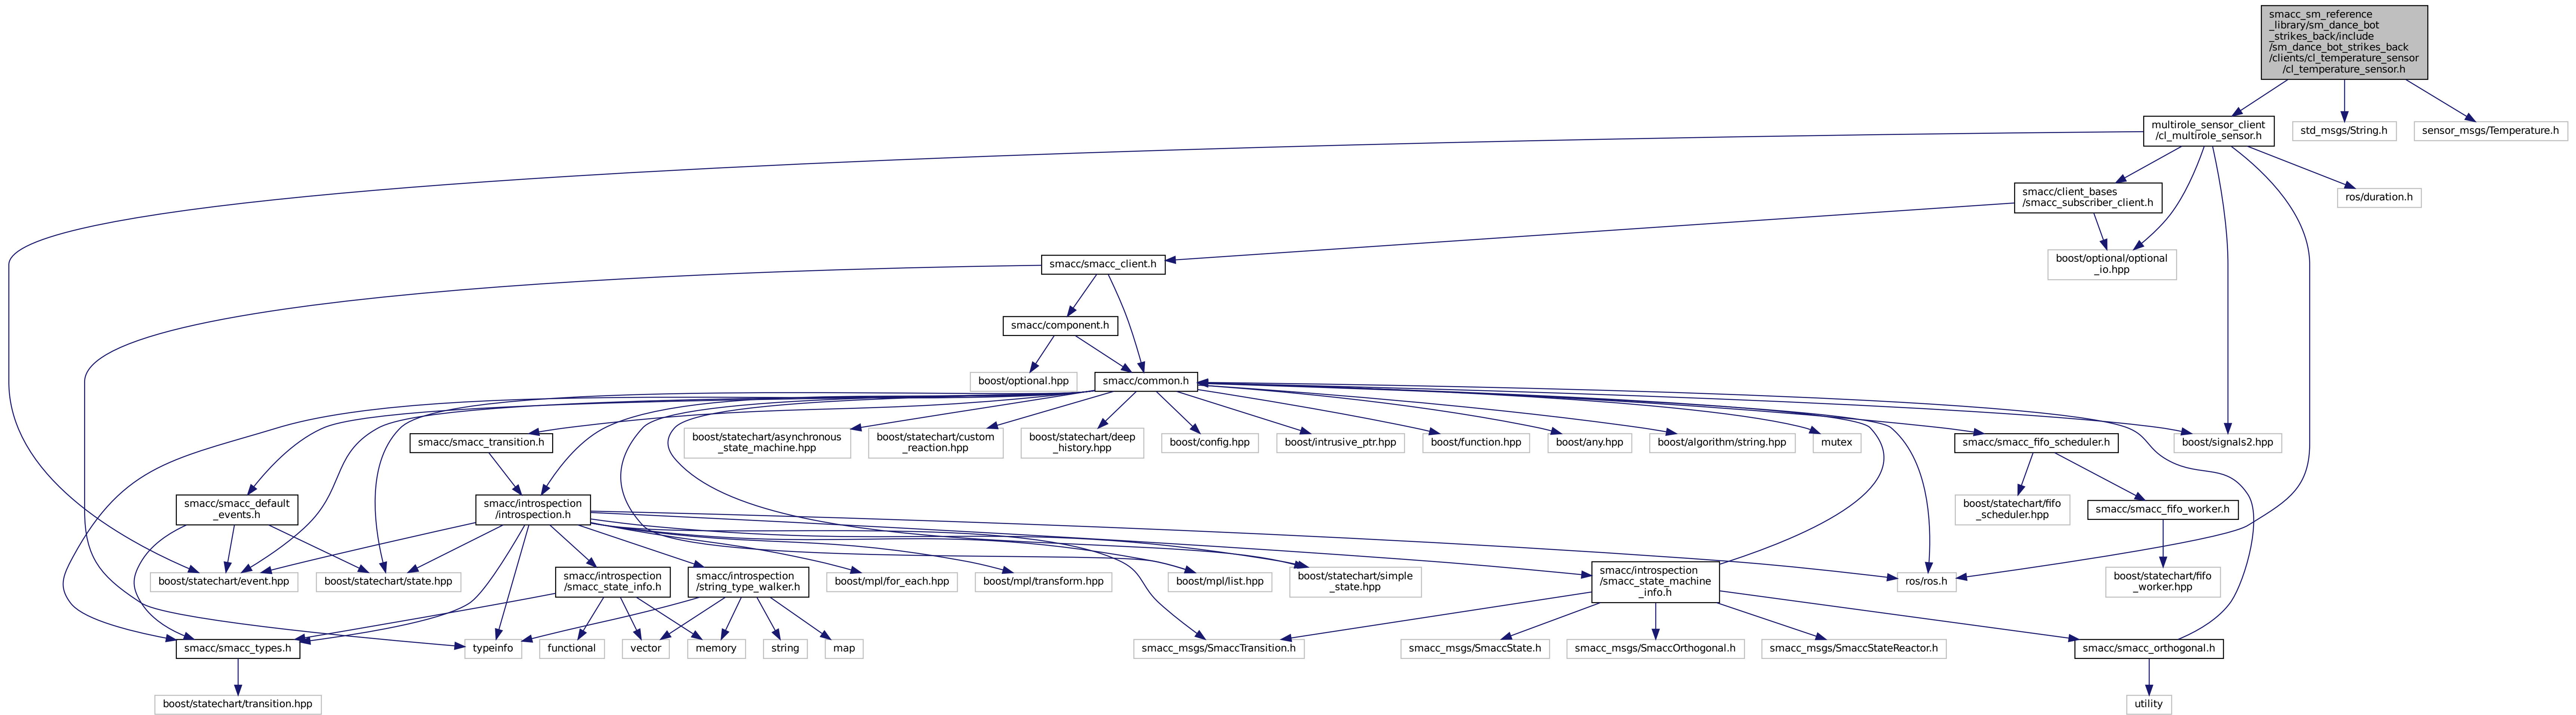 smacc_sm_reference
_library/sm_dance_bot
_strikes_back/include
/sm_dance_bot_strikes_back
/clients/cl_temperature_sensor
/cl_temperature_sensor.h
multirole_sensor_client
/cl_multirole_sensor.h
std_msgs/String.h
sensor_msgs/Temperature.h
smacc/client_bases
/smacc_subscriber_client.h
ros/duration.h
smacc/smacc_client.h
boost/optional/optional
_io.hpp
smacc/component.h
boost/optional.hpp
smacc/common.h
smacc/smacc_transition.h
boost/statechart/asynchronous
_state_machine.hpp
boost/statechart/custom
_reaction.hpp
boost/statechart/deep
_history.hpp
boost/config.hpp
boost/intrusive_ptr.hpp
boost/function.hpp
boost/any.hpp
boost/algorithm/string.hpp
mutex
smacc/smacc_fifo_scheduler.h
boost/signals2.hpp
smacc/smacc_default
_events.h
smacc/introspection
/introspection.h
boost/statechart/fifo
_scheduler.hpp
smacc/smacc_fifo_worker.h
boost/statechart/event.hpp
boost/statechart/state.hpp
smacc/introspection
/smacc_state_info.h
smacc/introspection
/string_type_walker.h
boost/mpl/for_each.hpp
boost/mpl/transform.hpp
boost/mpl/list.hpp
boost/statechart/simple
_state.hpp
smacc/introspection
/smacc_state_machine
_info.h
ros/ros.h
boost/statechart/fifo
_worker.hpp
smacc/smacc_types.h
typeinfo
functional
vector
memory
string
map
smacc_msgs/SmaccTransition.h
smacc_msgs/SmaccState.h
smacc_msgs/SmaccOrthogonal.h
smacc_msgs/SmaccStateReactor.h
smacc/smacc_orthogonal.h
boost/statechart/transition.hpp
utility